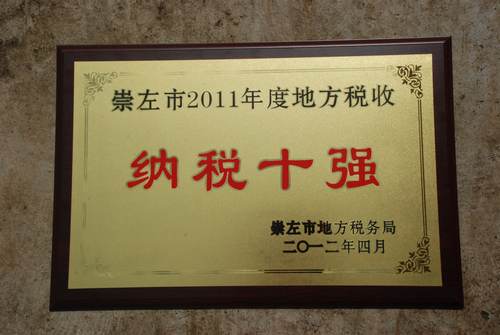 崇左市2011年度地方税收
纳税十强
崇左市地方税务局
二〇一二年四月